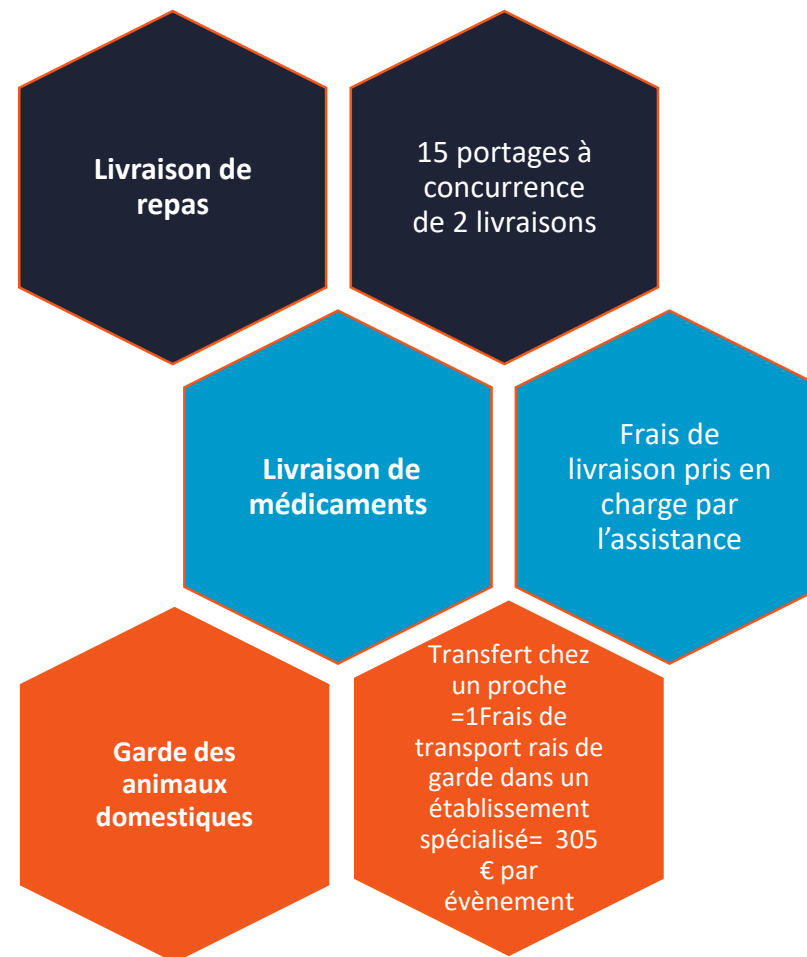 Livraison de
repas
15 portages à
concurrence
de 2 livraisons
Livraison de
médicaments
Frais de
livraison pris en
charge par
l’assistance
Garde des
animaux
domestiques
Transfert chez
un proche
=1Frais de
transport rais de
garde dans un
établissement
spécialisé=  305
€ par
évènement